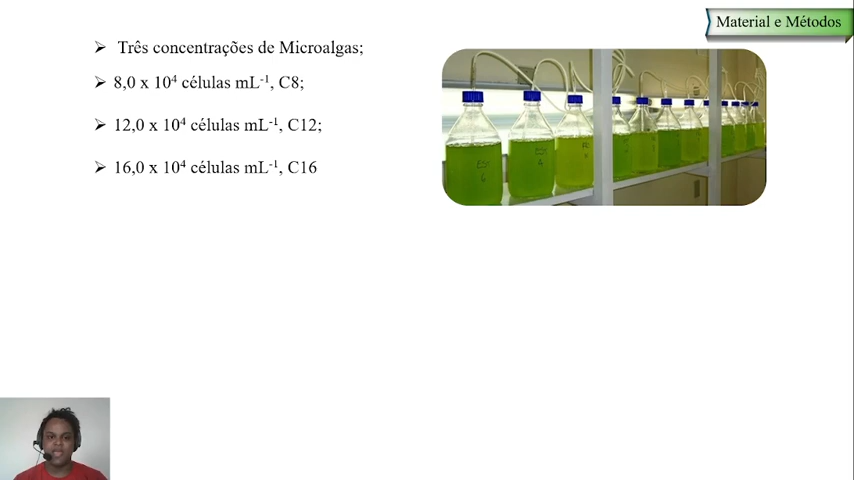 Material e Métodos
➢ Três concentrações de Microalgas;
➢ 8,0 x 10⁴ células mL⁻¹, C8;
➢ 12,0 x 10⁴ células mL⁻¹, C12;
➢ 16,0 x 10⁴ células mL⁻¹, C16